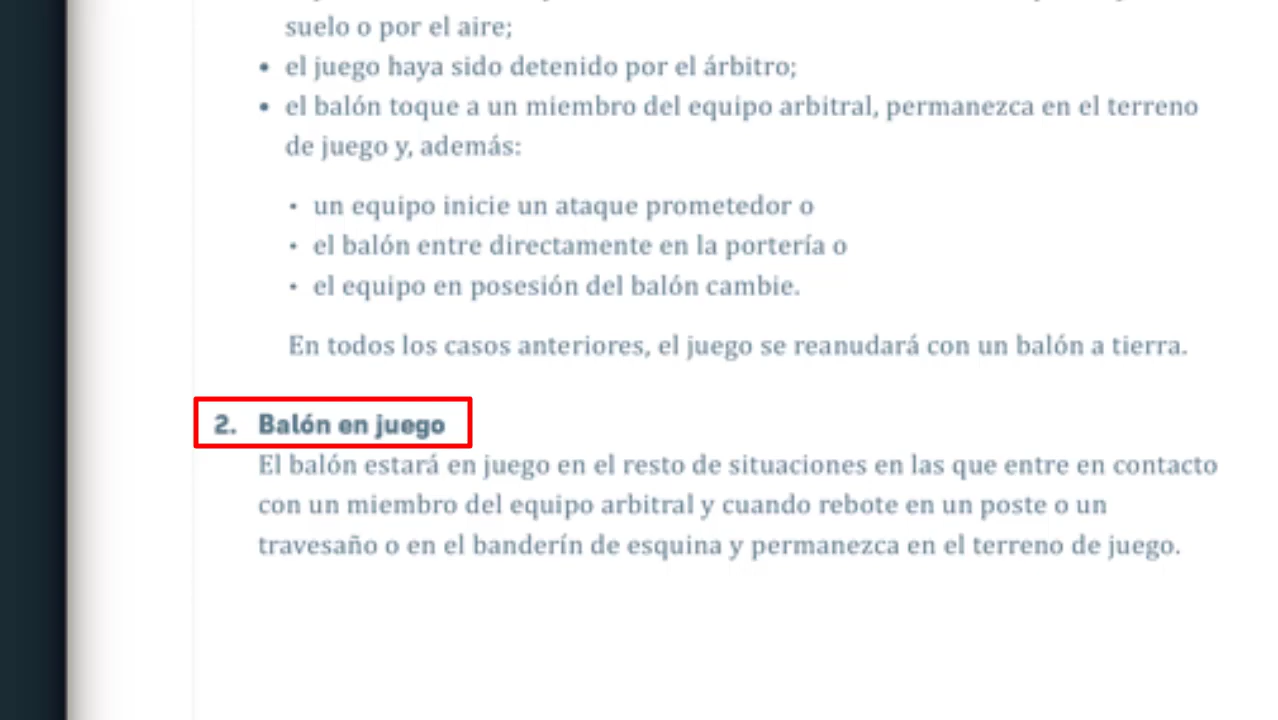 suelo o por el aire;
• el juego haya sido detenido por el árbitro;
• el balón toque a un miembro del equipo arbitral, permanezca en el terreno
de juego y, además:
• un equipo inicie un ataque prometedor o
• el balón entre directamente en la portería o
• el equipo en posesión del balón cambie.
En todos los casos anteriores, el juego se reanudará con un balón a tierra.
2. Balón en juego
El balón estará en juego en el resto de situaciones en las que entre en contacto
con un miembro del equipo arbitral y cuando rebote en un poste o un
travesaño o en el banderín de esquina y permanezca en el terreno de juego.